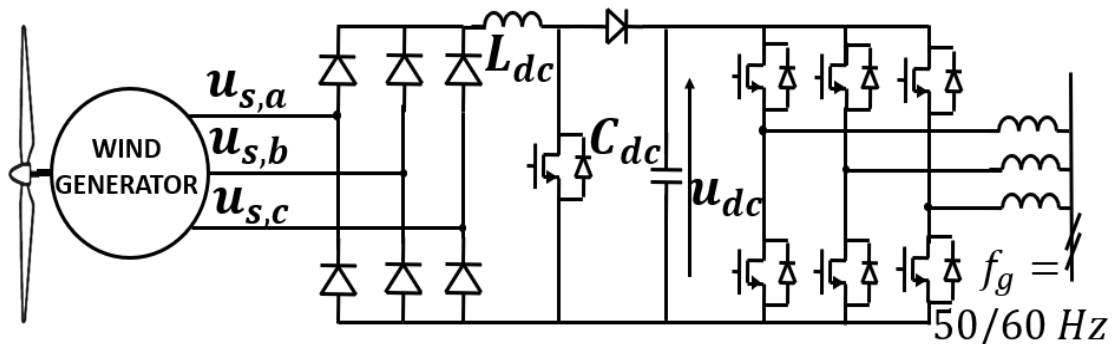 u_{s,a}
u_{s,b}
u_{s,c}
WIND
GENERATOR
L_{dc}
C_{dc}
u_{dc}
f_g =
50/60 Hz